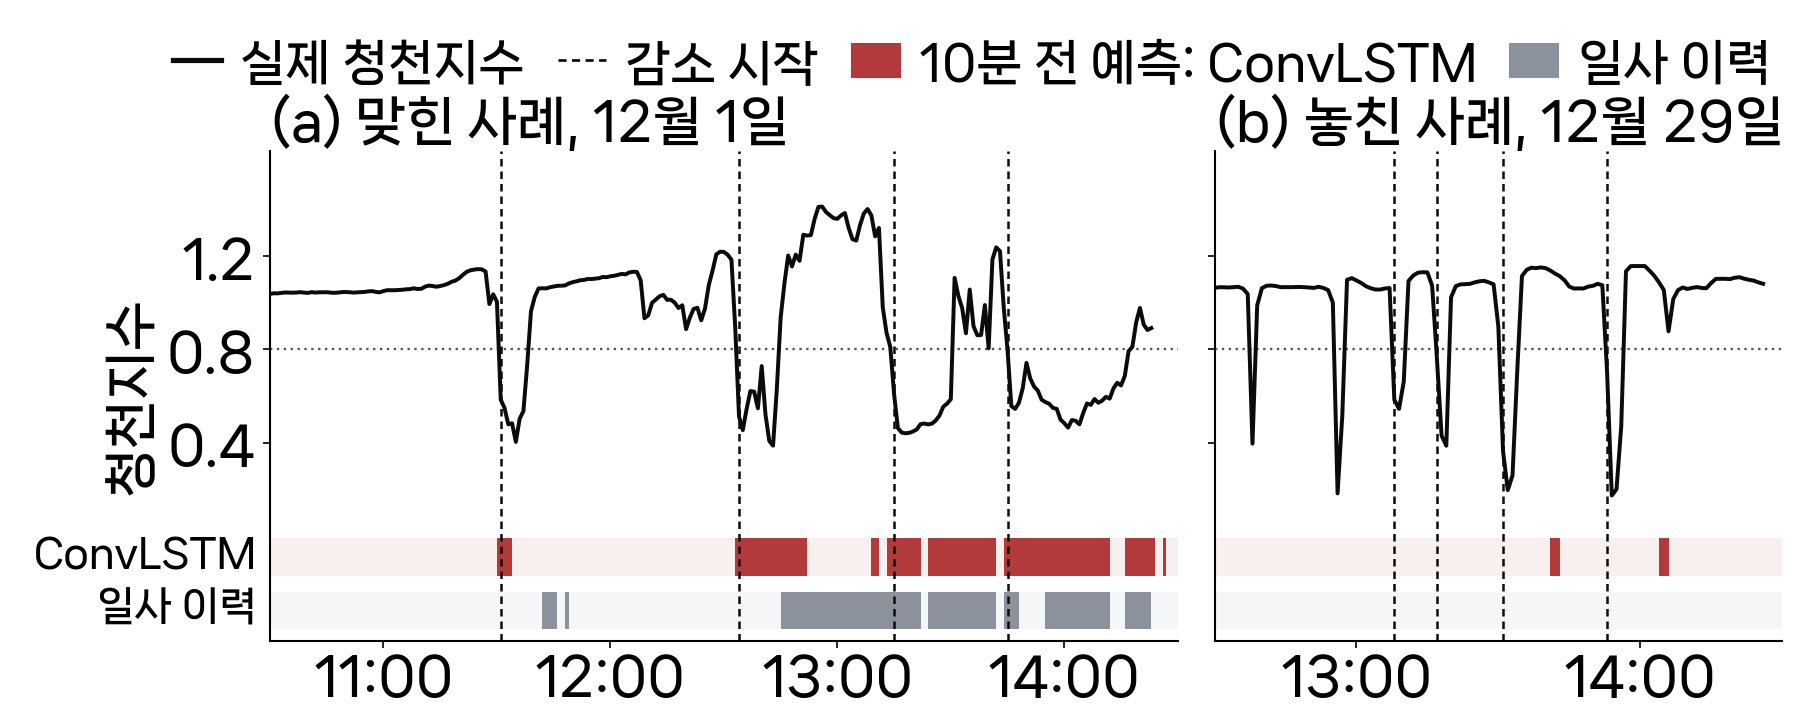 실제 청천지수 감소 시작 10분 전 예측: ConvLSTM 일사 이력
(a) 맞힌 사례, 12월 1일
(b) 놓친 사례, 12월 29일
청천지수
1.2
0.8
0.4
ConvLSTM
일사 이력
11:00 12:00 13:00 14:00
13:00 14:00